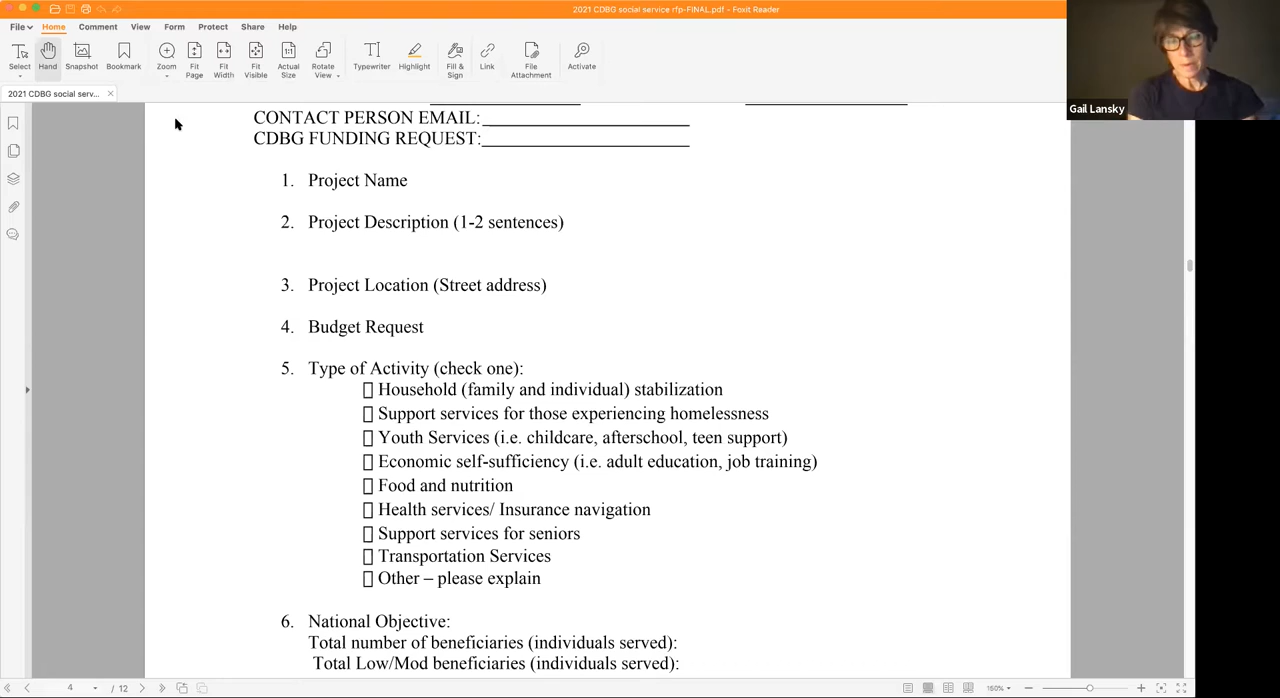 2021 CDBG social service rfp-FINAL.pdf - Foxit Reader
File Home Comment View Form Protect Share Help
Select Hand Snapshot Bookmark Zoom Fit Page Fit Width Fit Visible Actual Size Rotate View Typewriter Highlight Fill & Sign Link File Attachment Activate
2021 CDBG social serv...
Gail Lansky
CONTACT PERSON EMAIL:
CDBG FUNDING REQUEST:
1. Project Name
2. Project Description (1-2 sentences)
3. Project Location (Street address)
4. Budget Request
5. Type of Activity (check one):
Household (family and individual) stabilization
Support services for those experiencing homelessness
Youth Services (i.e. childcare, afterschool, teen support)
Economic self-sufficiency (i.e. adult education, job training)
Food and nutrition
Health services/ Insurance navigation
Support services for seniors
Transportation Services
Other – please explain
6. National Objective:
Total number of beneficiaries (individuals served):
Total Low/Mod beneficiaries (individuals served):
4 / 12 150%